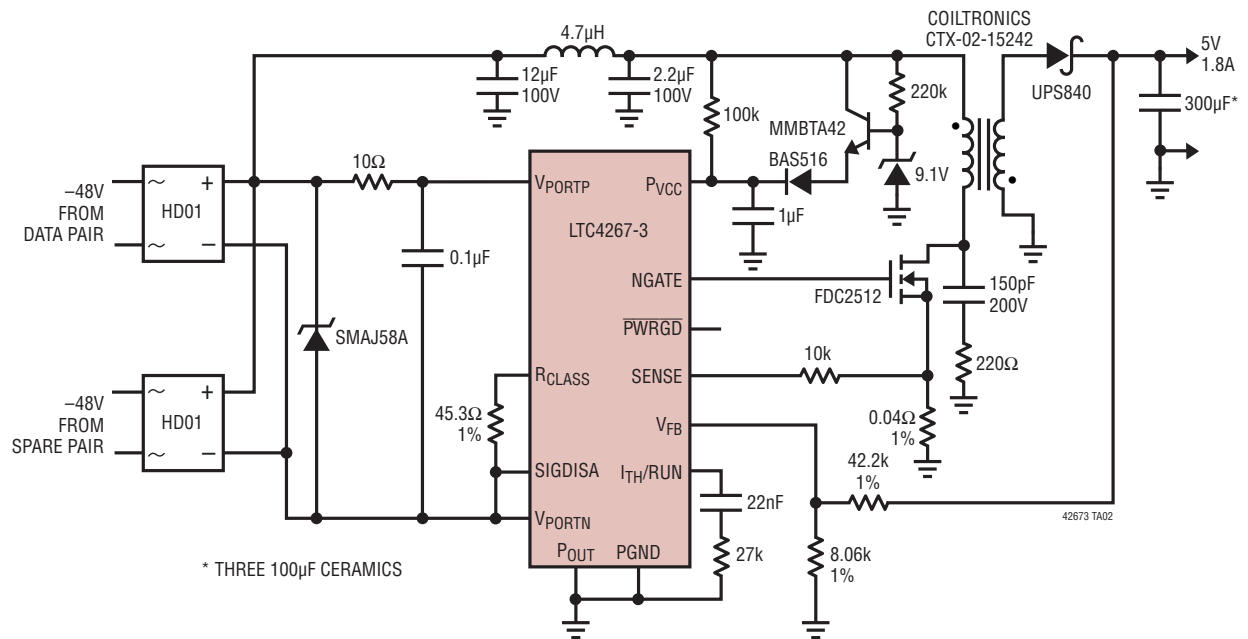 COILTRONICS
CTX-02-15242
4.7µH
5V
1.8A
12µF
100V
2.2µF
100V
220k
UPS840
300µF*
100k
MMBTA42
10Ω
BAS516
9.1V
–48V
FROM
DATA PAIR
~
+
HD01
~
–
VPORTP
PVCC
LTC4267-3
1µF
0.1µF
NGATE
150pF
200V
FDC2512
PWRGD
SMAJ58A
10k
220Ω
RCLASS
SENSE
–48V
FROM
SPARE PAIR
~
+
HD01
~
–
45.3Ω
1%
0.04Ω
1%
VFB
42.2k
1%
SIGDISA
ITH/RUN
22nF
42673 TA02
VPORTN
POUT
PGND
27k
8.06k
1%
* THREE 100µF CERAMICS